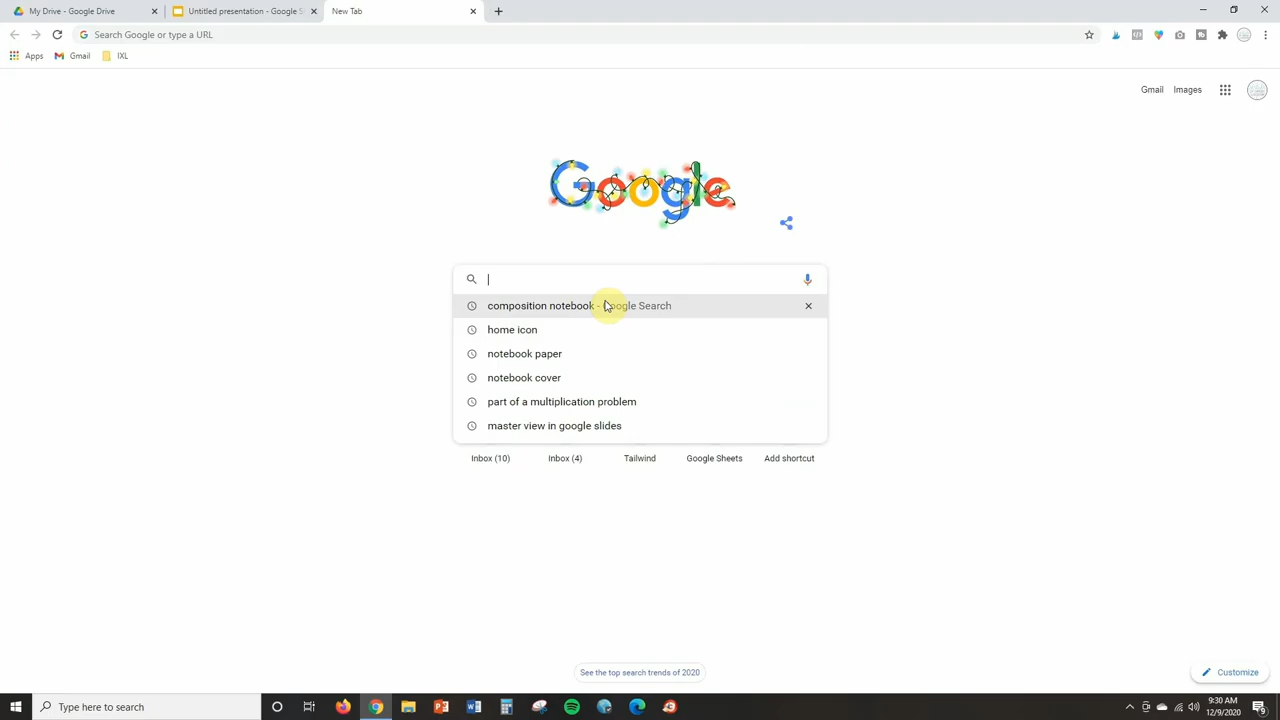 My Drive - Google Drive
Untitled presentation - Google S
New Tab
Search Google or type a URL
Apps
Gmail
IXL
Gmail
Images
Google
composition notebook - Google Search
home icon
notebook paper
notebook cover
part of a multiplication problem
master view in google slides
Inbox (10)
Inbox (4)
Tailwind
Google Sheets
Add shortcut
See the top search trends of 2020
Customize
Type here to search
9:30 AM
12/9/2020